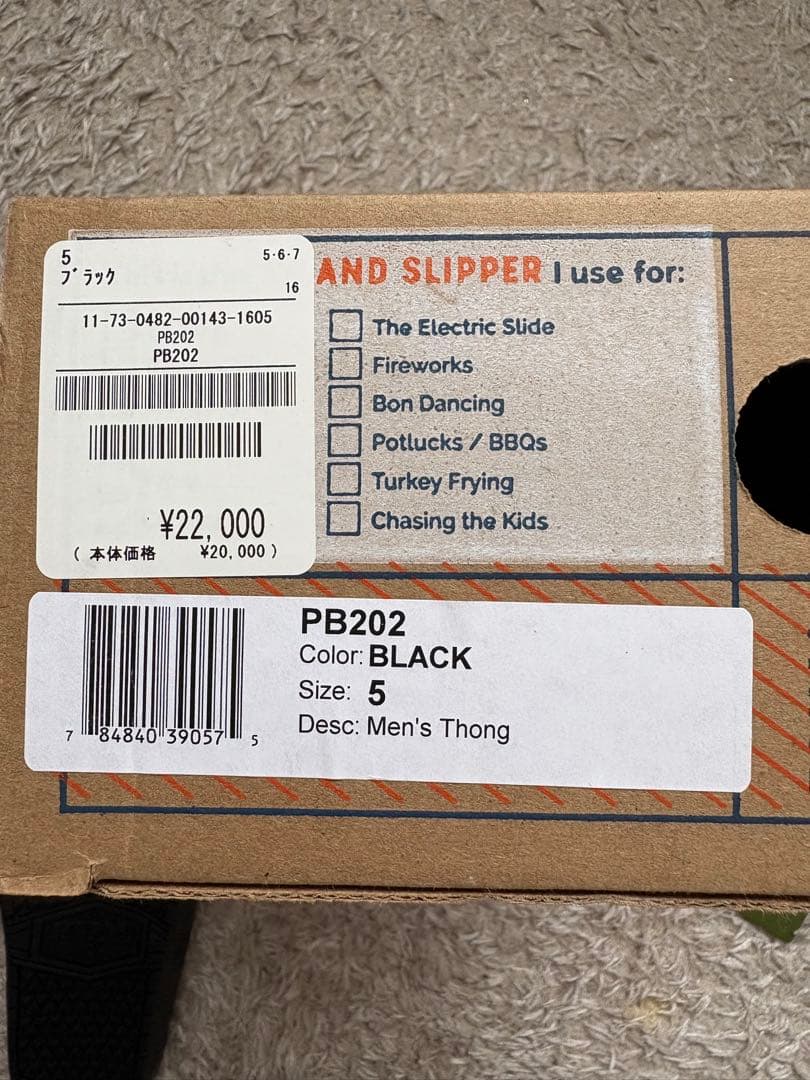 5 5·6·7
ブラック
16
11-73-0482-00143-1605
PB202
PB202
¥22,000
( 本体価格 ¥20,000 )
AND SLIPPER I use for:
The Electric Slide
Fireworks
Bon Dancing
Potlucks / BBQs
Turkey Frying
Chasing the Kids
PB202
Color: BLACK
Size: 5
Desc: Men's Thong
7 84840 39057 5